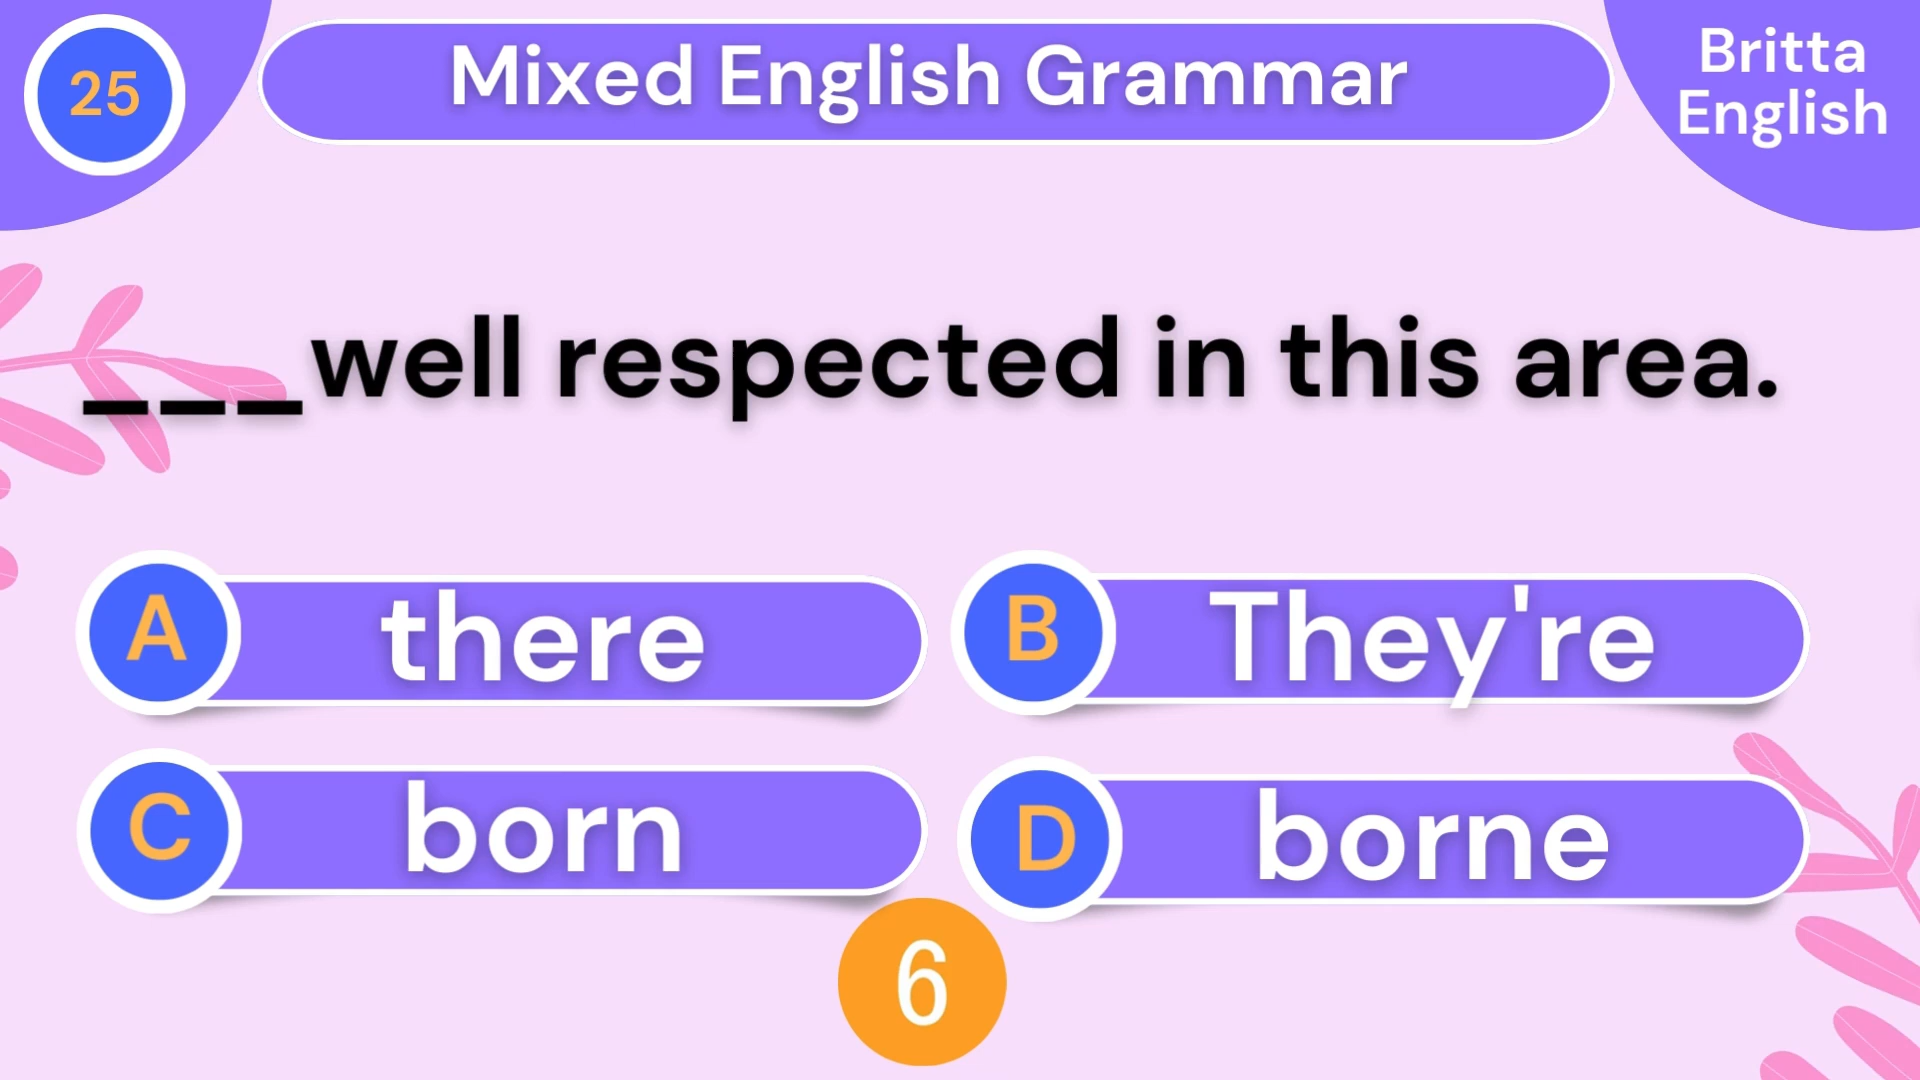 25
Mixed English Grammar
Britta
English
___well respected in this area.
A there
B They're
C born
D borne
6